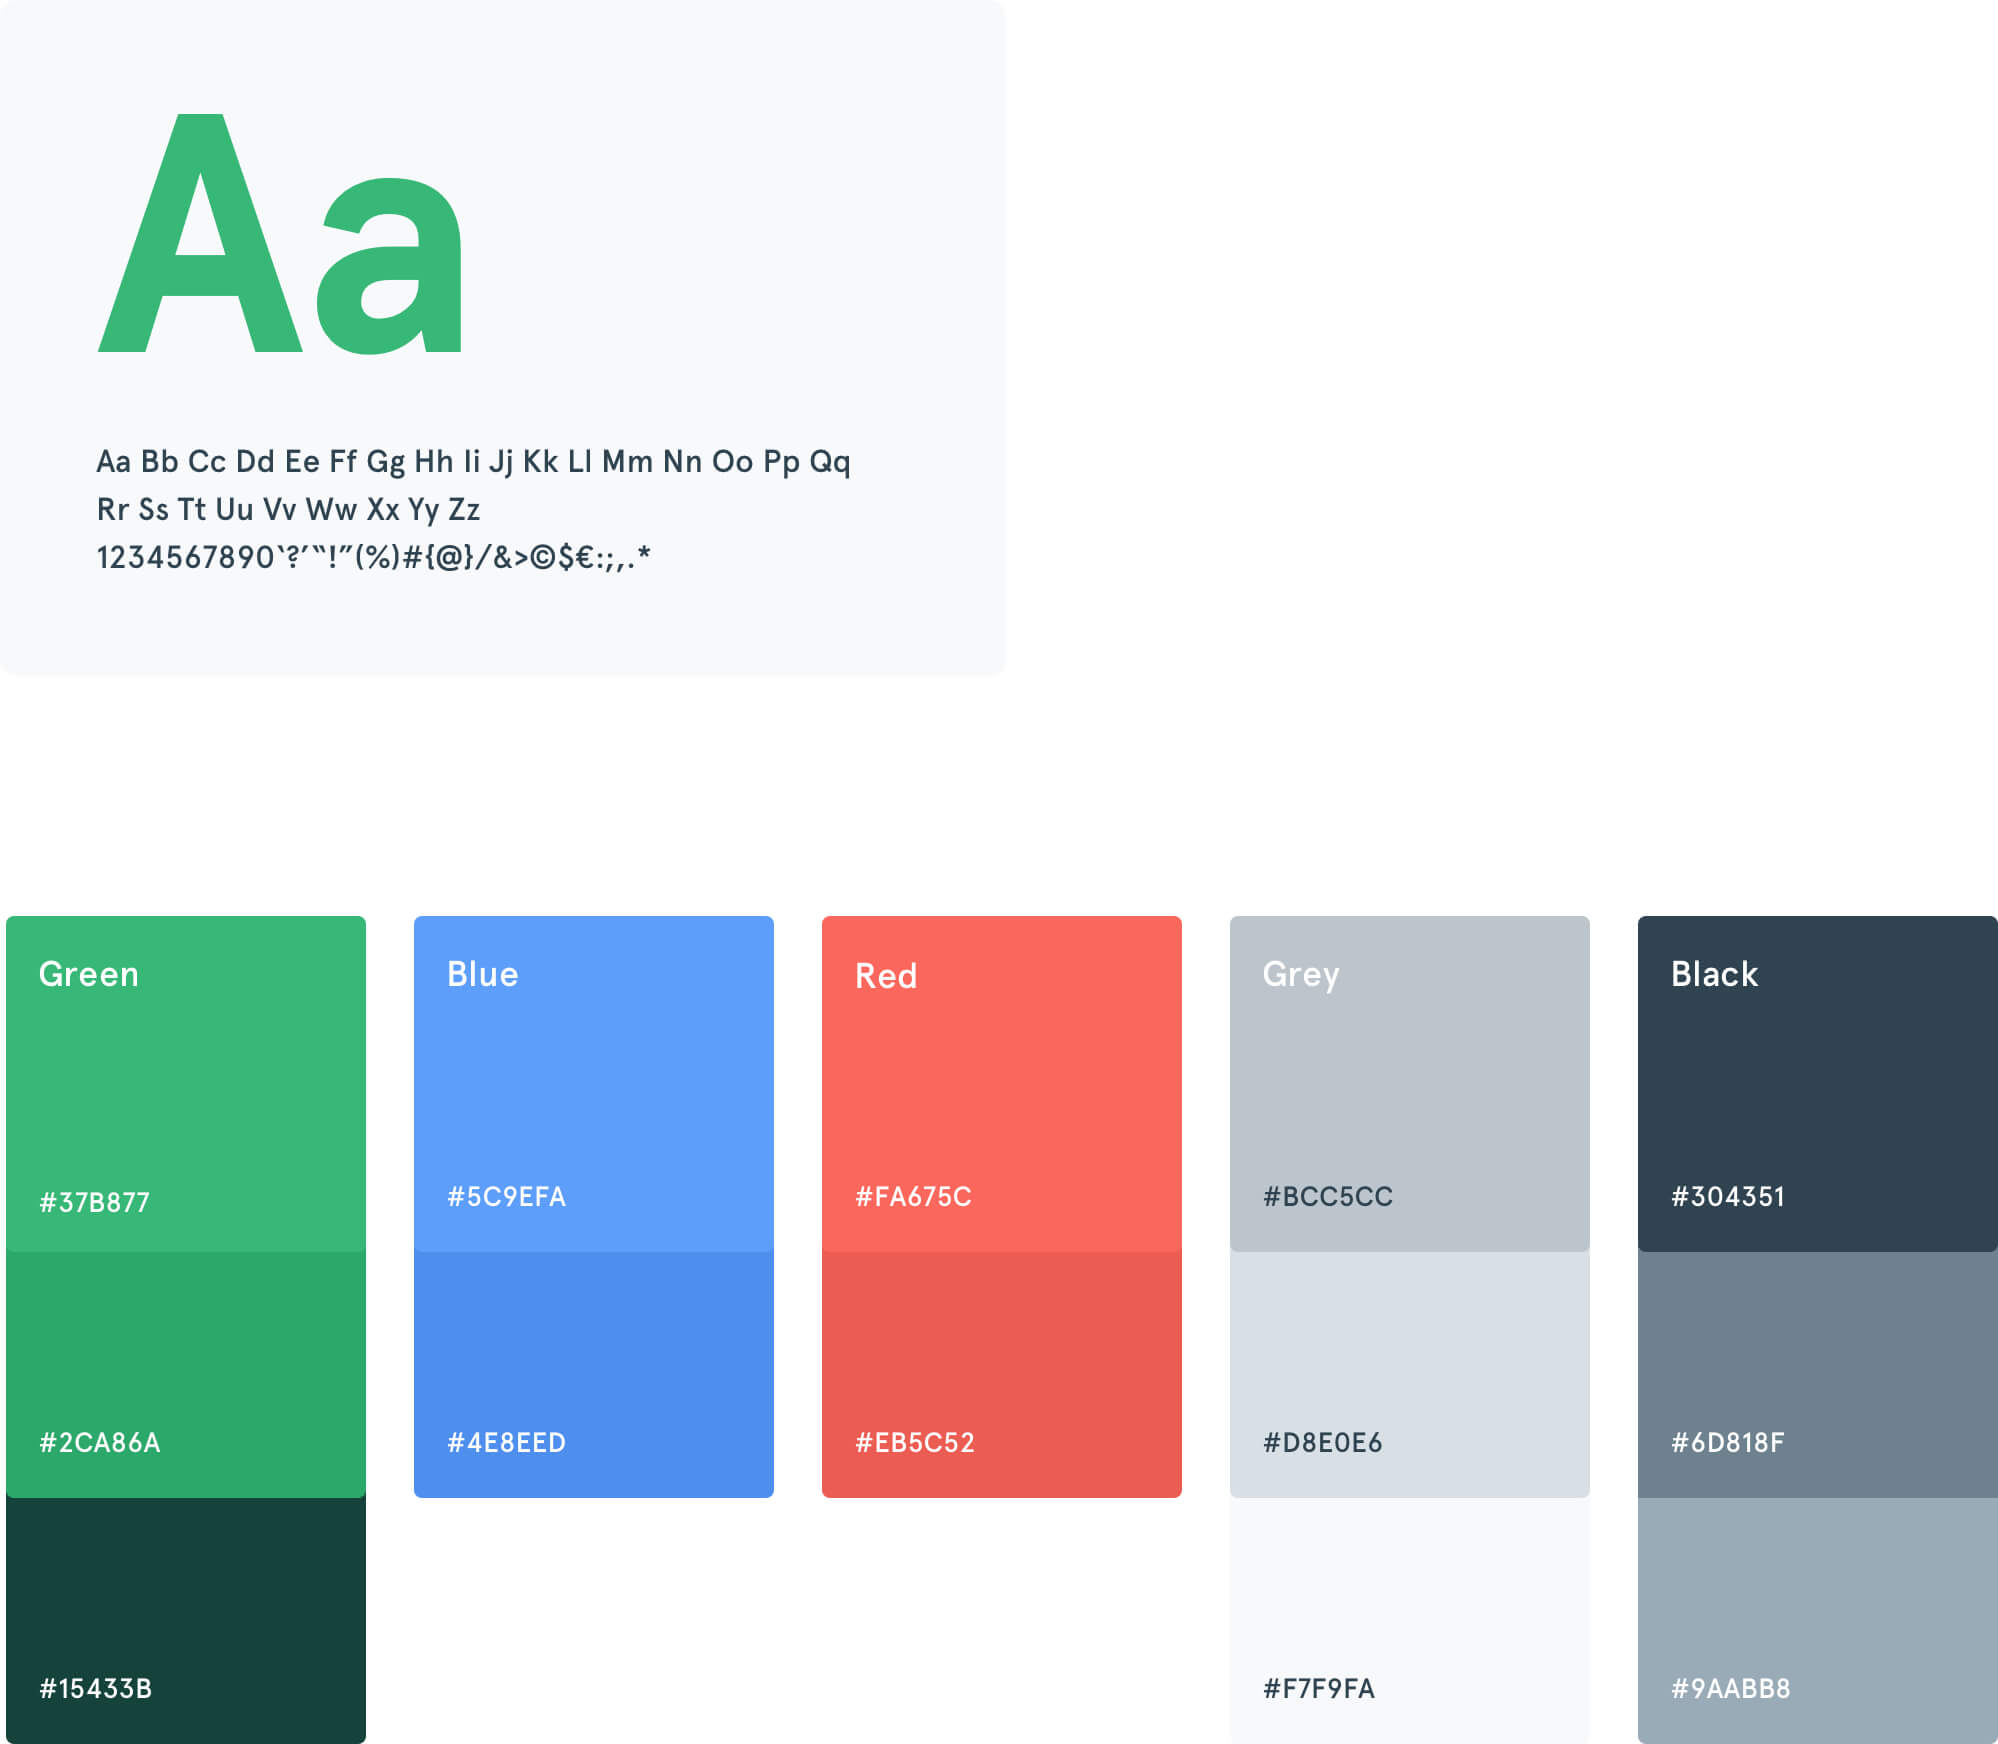 Aa
Aa Bb Cc Dd Ee Ff Gg Hh Ii Jj Kk Ll Mm Nn Oo Pp Qq
Rr Ss Tt Uu Vv Ww Xx Yy Zz
1234567890‘?’“!”(%)#{@}/&>©$€:;,.*
Green
#37B877
#2CA86A
#15433B
Blue
#5C9EFA
#4E8EED
Red
#FA675C
#EB5C52
Grey
#BCC5CC
#D8E0E6
#F7F9FA
Black
#304351
#6D818F
#9AABB8